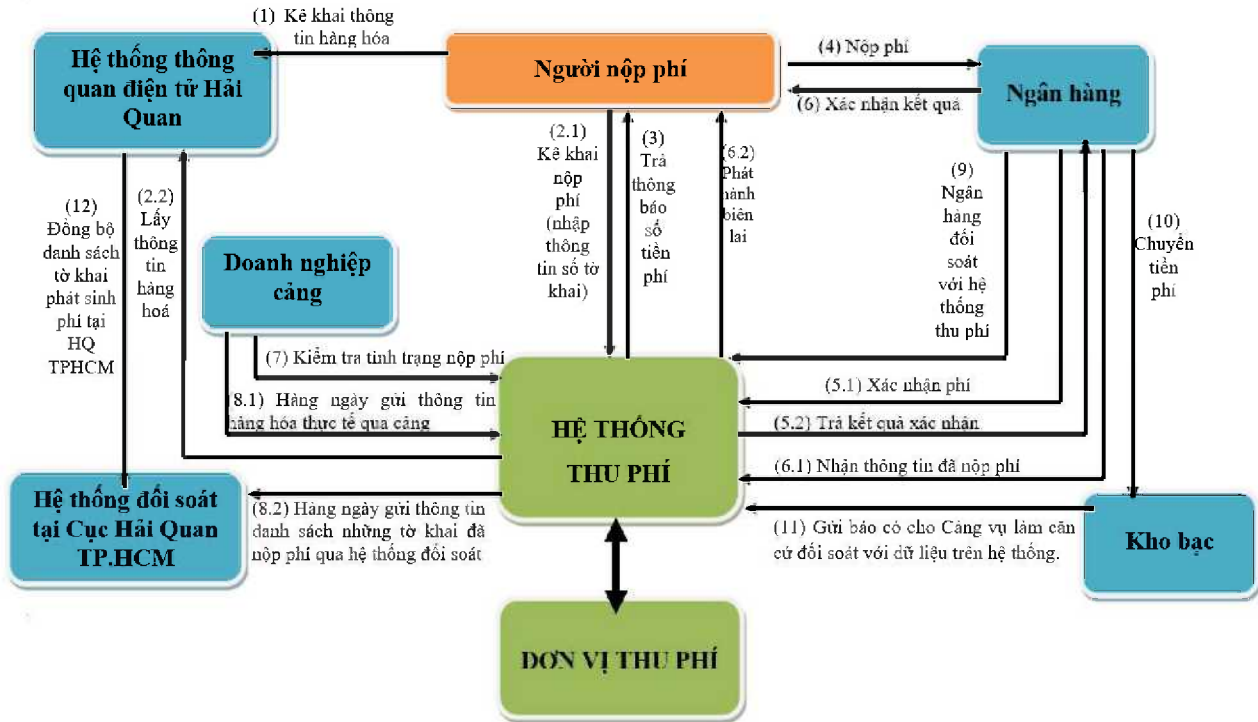 (1) Kê khai thông
tin hàng hóa
Hệ thống thông
quan điện tử Hải
Quan
Người nộp phí
(4) Nộp phí
(6) Xác nhận kết quả
Ngân hàng
(2.1)
Kê khai
nộp
phí
(nhập
thông
tin số tờ
khai)
(3)
Trả
thông
báo
số
tiền
phí
(6.2)
Phát
hành
biên
lai
(9)
Ngân
hàng
đối
soát
với hệ
thống
thu phí
(10)
Chuyển
tiền
phí
(12)
Đồng bộ
danh sách
tờ khai
phát sinh
phí tại
HQ
TPHCM
(2.2)
Lấy
thông
tin
hàng
hoá
Doanh nghiệp
cảng
(7) Kiểm tra tình trạng nộp phí
(8.1) Hàng ngày gửi thông tin
hàng hóa thực tế qua cảng
HỆ THỐNG
THU PHÍ
(5.1) Xác nhận phí
(5.2) Trả kết quả xác nhận
(6.1) Nhận thông tin đã nộp phí
Hệ thống đối soát
tại Cục Hải Quan
TP.HCM
(8.2) Hàng ngày gửi thông tin
danh sách những tờ khai đã
nộp phí qua hệ thống đối soát
(11) Gửi báo có cho Cảng vụ làm căn
cứ đối soát với dữ liệu trên hệ thống.
Kho bạc
ĐƠN VỊ THU PHÍ